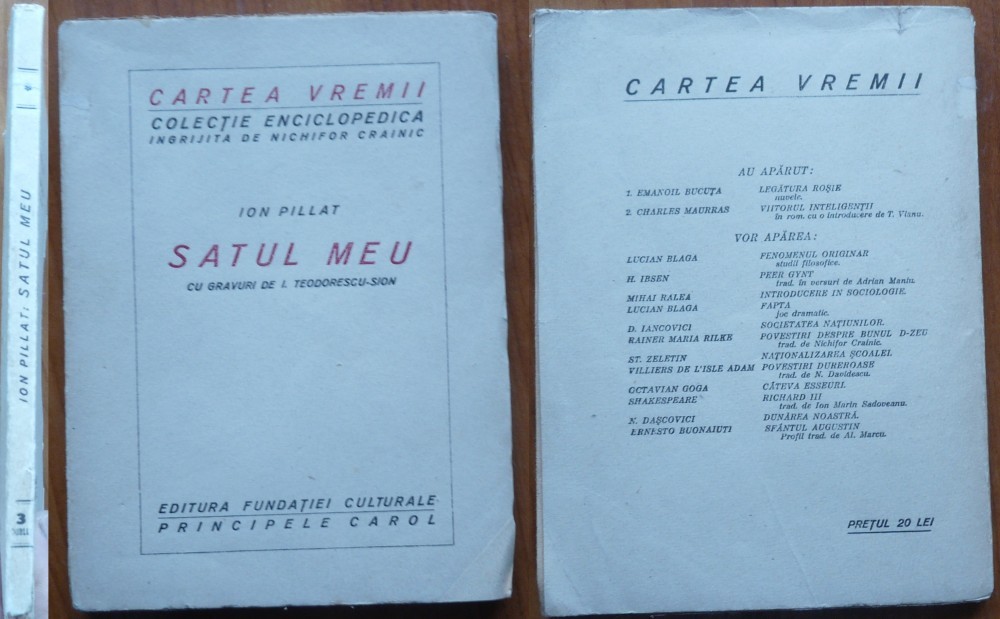 ION PILLAT: SATUL MEU
3
CARTEA VREMII
COLECȚIE ENCICLOPEDICA
INGRIJITA DE NICHIFOR CRAINIC
ION PILLAT
SATUL MEU
CU GRAVURI DE I. TEODORESCU-SION
EDITURA FUNDAȚIEI CULTURALE
PRINCIPELE CAROL
CARTEA VREMII
AU APĂRUT:
1. EMANOIL BUCUȚA LEGĂTURA ROȘIE
nuvele.
2. CHARLES MAURRAS VIITORUL INTELIGENȚII
în rom. cu o introducere de T. Vianu.
VOR APĂREA:
LUCIAN BLAGA FENOMENUL ORIGINAR
studii filosofice.
H. IBSEN PEER GYNT
trad. în versuri de Adrian Maniu.
MIHAI RALEA INTRODUCERE IN SOCIOLOGIE.
LUCIAN BLAGA FAPTA
joc dramatic.
D. IANCOVICI SOCIETATEA NAȚIUNILOR.
RAINER MARIA RILKE POVESTIRI DESPRE BUNUL D-ZEU
trad. de Nichifor Crainic.
ST. ZELETIN NAȚIONALIZAREA ȘCOALEI.
VILLIERS DE L'ISLE ADAM POVESTIRI DUREROASE
trad. de N. Davidescu.
OCTAVIAN GOGA CÂTEVA ESSEURI.
SHAKESPEARE RICHARD III
trad. de Ion Marin Sadoveanu.
N. DAȘCOVICI DUNĂREA NOASTRĂ.
ERNESTO BUONAIUTI SFÂNTUL AUGUSTIN
Profil trad. de Al. Marcu.
PREȚUL 20 LEI